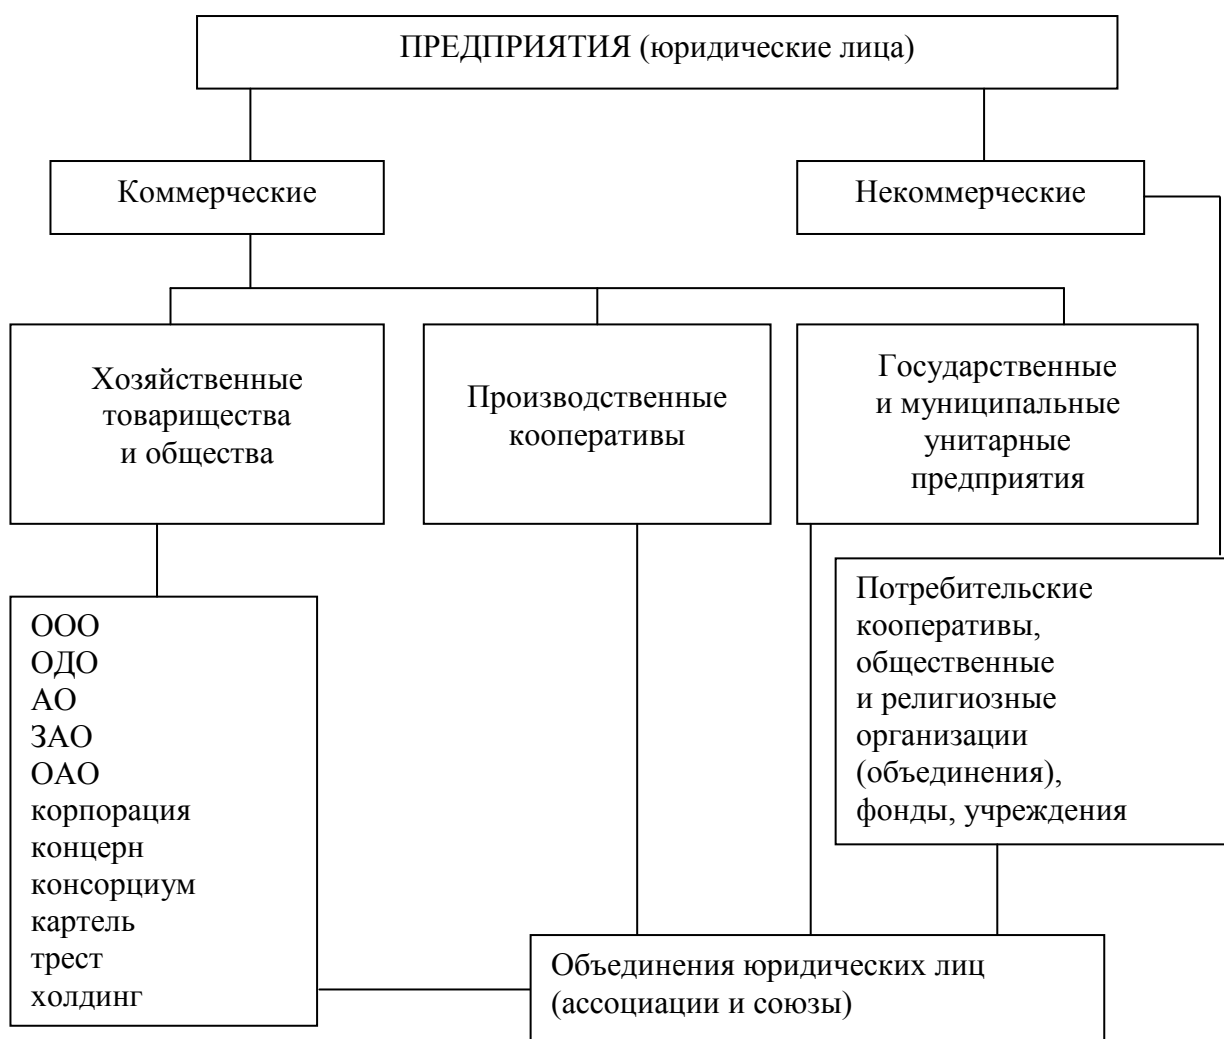 ПРЕДПРИЯТИЯ (юридические лица)
Коммерческие
Некоммерческие
Хозяйственные
товарищества
и общества
Производственные
кооперативы
Государственные
и муниципальные
унитарные
предприятия
ООО
ОДО
АО
ЗАО
ОАО
корпорация
концерн
консорциум
картель
трест
холдинг
Потребительские
кооперативы,
общественные
и религиозные
организации
(объединения),
фонды, учреждения
Объединения юридических лиц
(ассоциации и союзы)